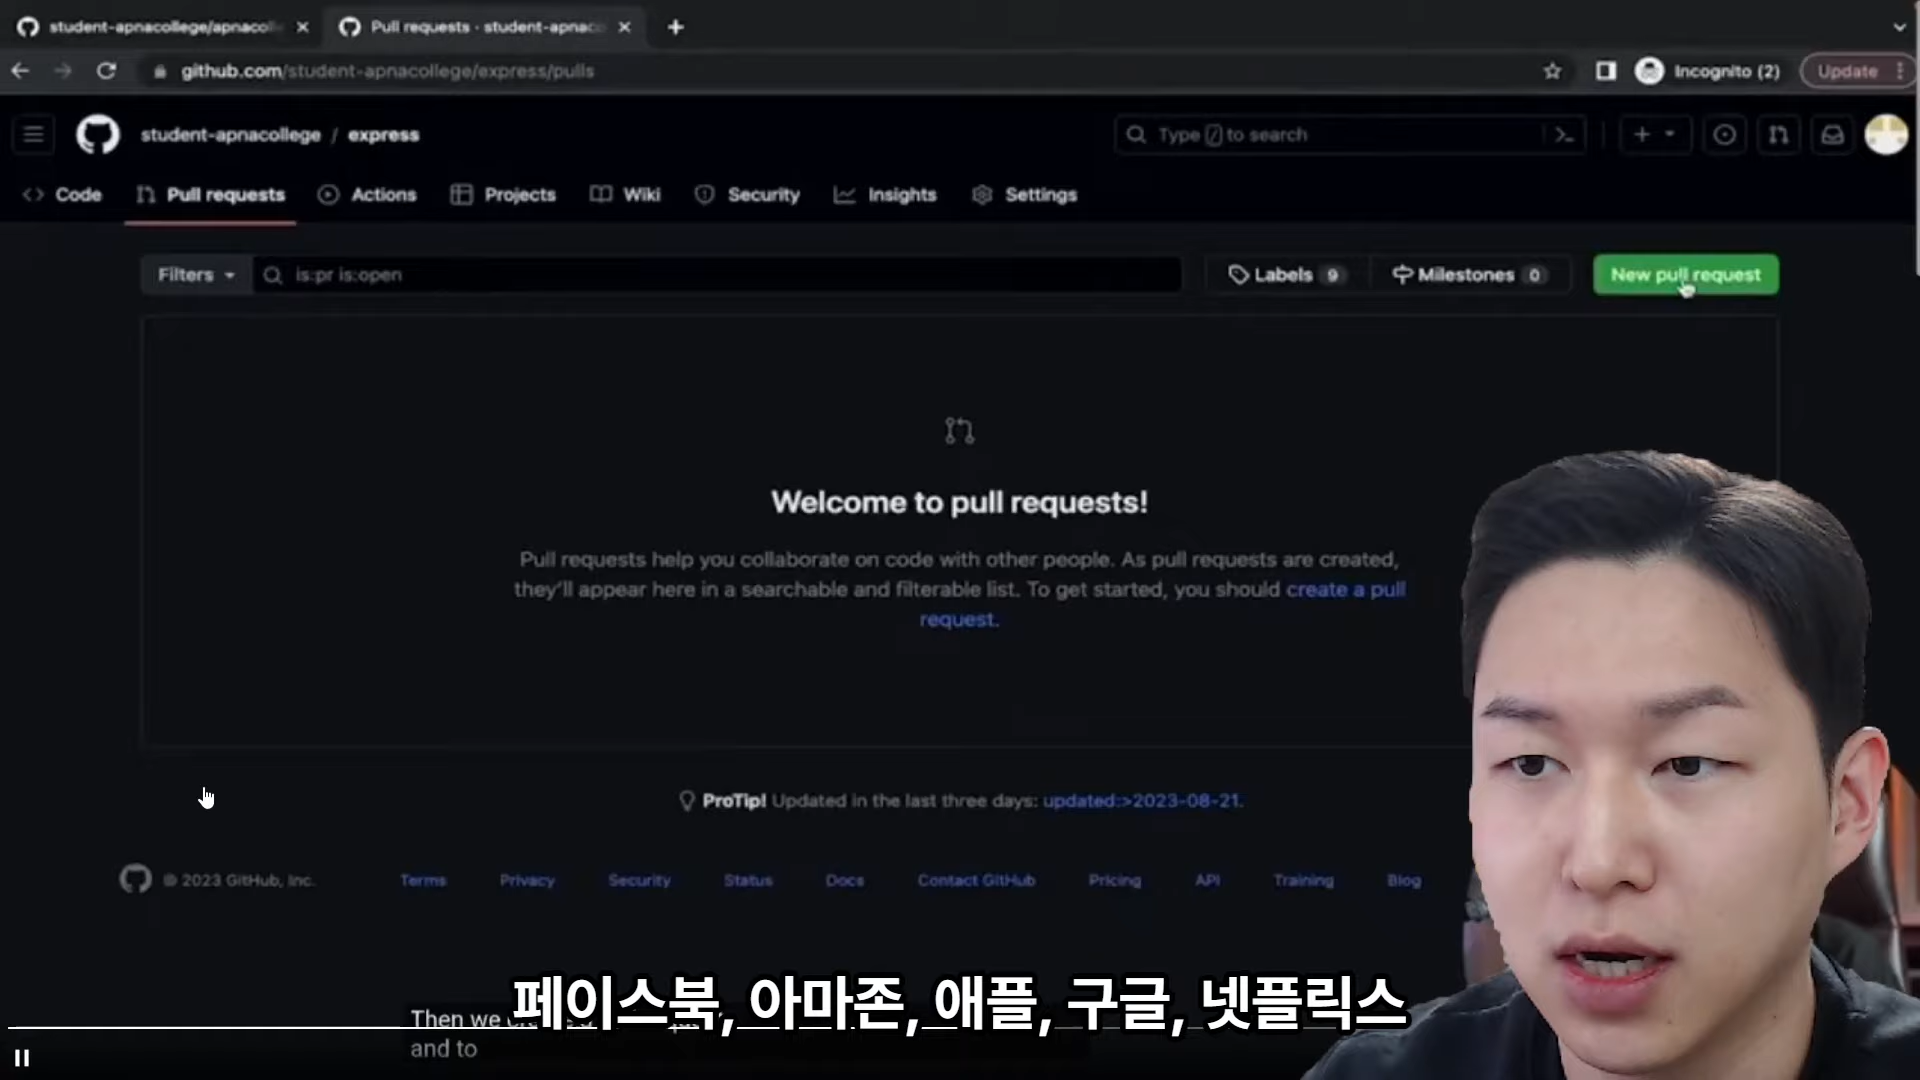 student-apnacollege/apnacoll
Pull requests · student-apnaco
github.com/student-apnacollege/express/pulls
Incognito (2)
Update
student-apnacollege / express
Type / to search
Code
Pull requests
Actions
Projects
Wiki
Security
Insights
Settings
Filters
is:pr is:open
Labels 9
Milestones 0
New pull request
Welcome to pull requests!
Pull requests help you collaborate on code with other people. As pull requests are created,
they'll appear here in a searchable and filterable list. To get started, you should create a pull
request.
ProTip! Updated in the last three days: updated:>2023-08-21.
© 2023 GitHub, Inc.
Terms
Privacy
Security
Status
Docs
Contact GitHub
Pricing
API
Training
Blog
페이스북, 아마존, 애플, 구글, 넷플릭스
Then we
and to